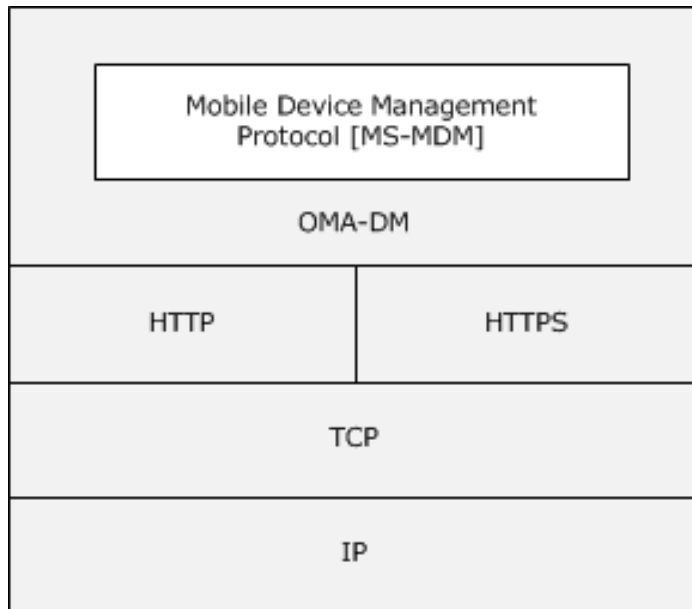 Mobile Device Management
Protocol [MS-MDM]
OMA-DM
HTTP
HTTPS
TCP
IP